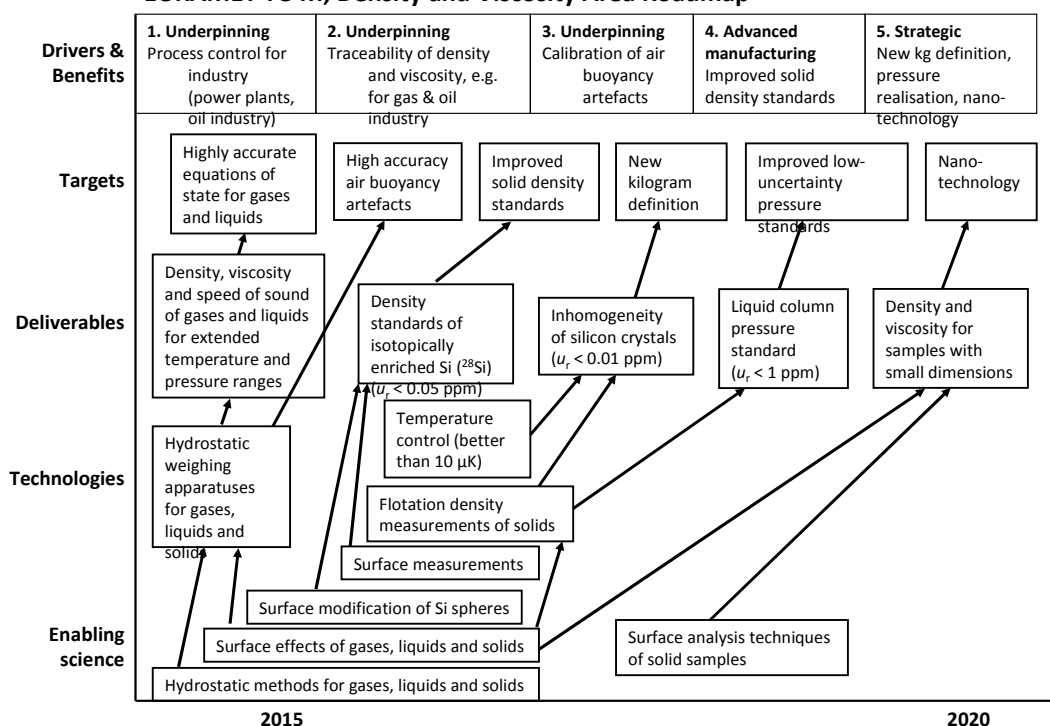 EURAMET TC-M, Density and Viscosity Area Roadmap
Drivers &
Benefits
1. Underpinning
Process control for
industry
(power plants,
oil industry)
2. Underpinning
Traceability of density
and viscosity, e.g.
for gas & oil
industry
3. Underpinning
Calibration of air
buoyancy
artefacts
4. Advanced
manufacturing
Improved solid
density standards
5. Strategic
New kg definition,
pressure
realisation, nano-
technology
Targets
Highly accurate
equations of
state for gases
and liquids
High accuracy
air buoyancy
artefacts
Improved
solid density
standards
New
kilogram
definition
Improved low-
uncertainty
pressure
standards
Nano-
technology
Deliverables
Density, viscosity
and speed of sound
of gases and liquids
for extended
temperature and
pressure ranges
Density
standards of
isotopically
enriched Si (²⁸Si)
(uᵣ < 0.05 ppm)
Inhomogeneity
of silicon crystals
(uᵣ < 0.01 ppm)
Liquid column
pressure
standard
(uᵣ < 1 ppm)
Density and
viscosity for
samples with
small dimensions
Technologies
Hydrostatic
weighing
apparatuses
for gases,
liquids and
solids
Temperature
control (better
than 10 µK)
Flotation density
measurements of solids
Surface measurements
Enabling
science
Surface modification of Si spheres
Surface effects of gases, liquids and solids
Hydrostatic methods for gases, liquids and solids
Surface analysis techniques
of solid samples
2015
2020